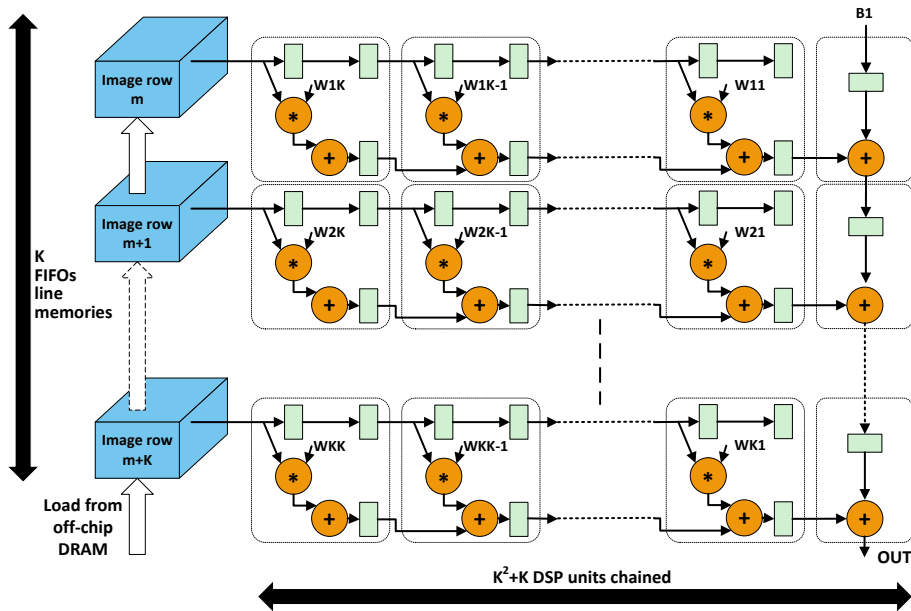 B1
Image row
m
W1K
W1K-1
W11
*
*
*
+
+
+
+
Image row
m+1
W2K
W2K-1
W21
*
*
*
+
+
+
+
K
FIFOs
line
memories
Image row
m+K
WKK
WKK-1
WK1
*
*
*
+
+
+
+
Load from
off-chip
DRAM
OUT
K²+K DSP units chained